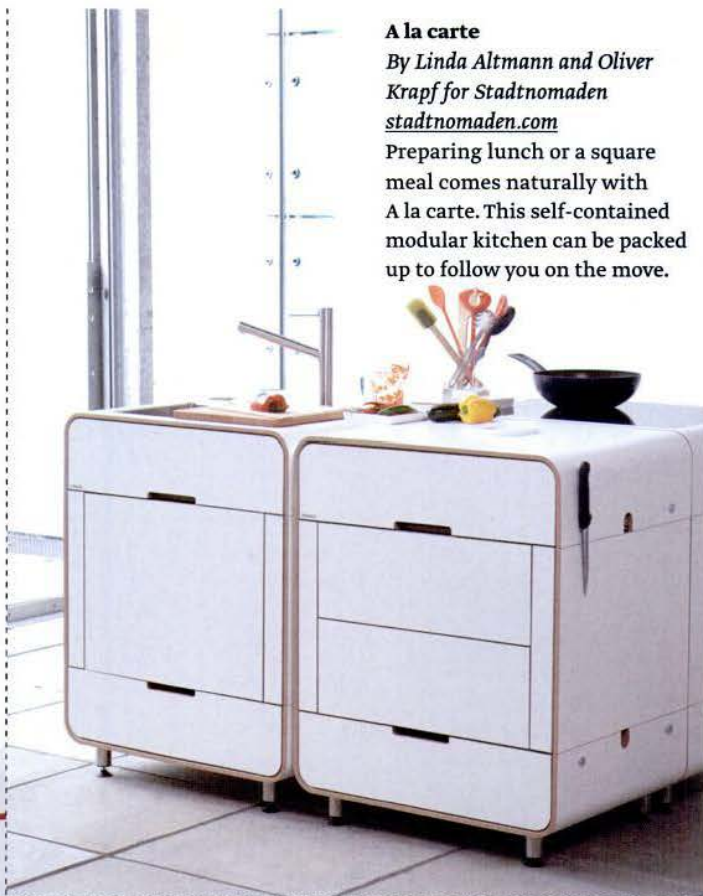 A la carte
By Linda Altmann and Oliver
Krapf for Stadtnomaden
stadtnomaden.com
Preparing lunch or a square
meal comes naturally with
A la carte. This self-contained
modular kitchen can be packed
up to follow you on the move.